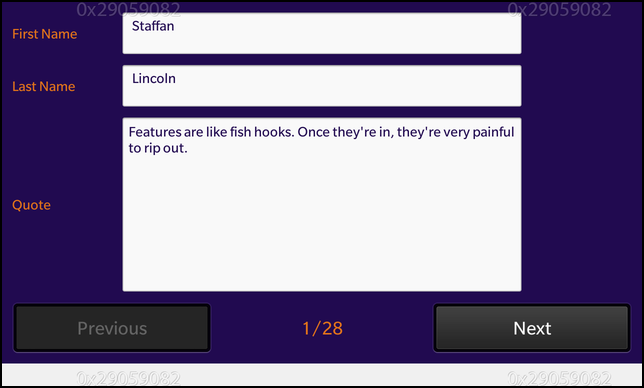 0x29059082 0x29059082
First Name Staffan
Last Name Lincoln
Features are like fish hooks. Once they're in, they're very painful
to rip out.
Quote
Previous 1/28 Next
0x29059082 0x29059082